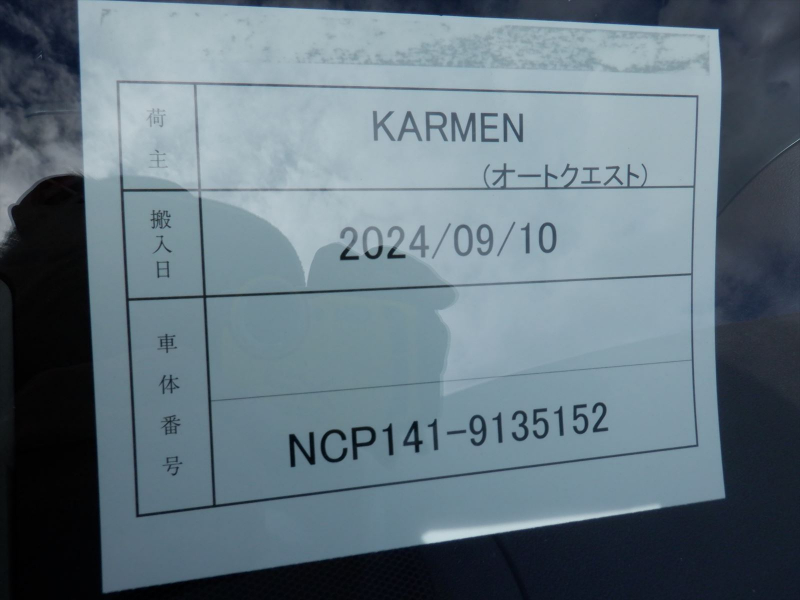 荷主
KARMEN
(オートクエスト)
搬入日
2024/09/10
車体番号
NCP141-9135152